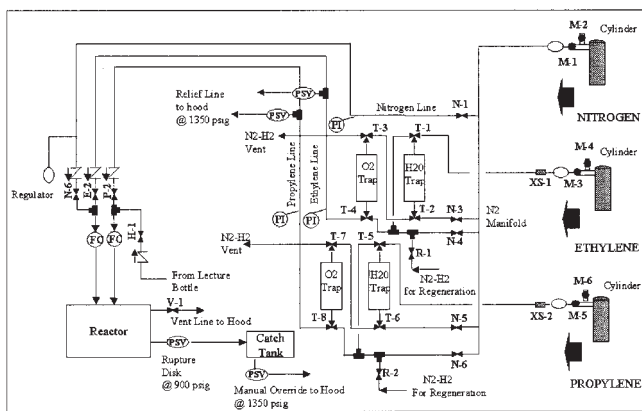 M-2
Cylinder
M-1
NITROGEN
Relief Line
to hood
@ 1350 psig
PSV
PSV
Nitrogen Line
N-1
PI
N2-H2
Vent
T-3
T-1
M-4
Cylinder
O2
Trap
H20
Trap
XS-1
M-3
Regulator
N-6
E-2
P-2
Propylene Line
Ethylene Line
PI
PI
T-4
T-2
N-3
N2
Manifold
N-4
ETHYLENE
FC
FC
H-1
N2-H2
Vent
T-7
T-5
R-1
N2-H2
for Regeneration
From Lecture
Bottle
O2
Trap
H20
Trap
M-6
Cylinder
XS-2
M-5
V-1
Vent Line to Hood
Reactor
T-8
T-6
N-5
PSV
Catch
Tank
N-6
PROPYLENE
Rupture
Disk
@ 900 psig
PSV
Manual Override to Hood
@ 1350 psig
R-2
N2-H2
For Regeneration